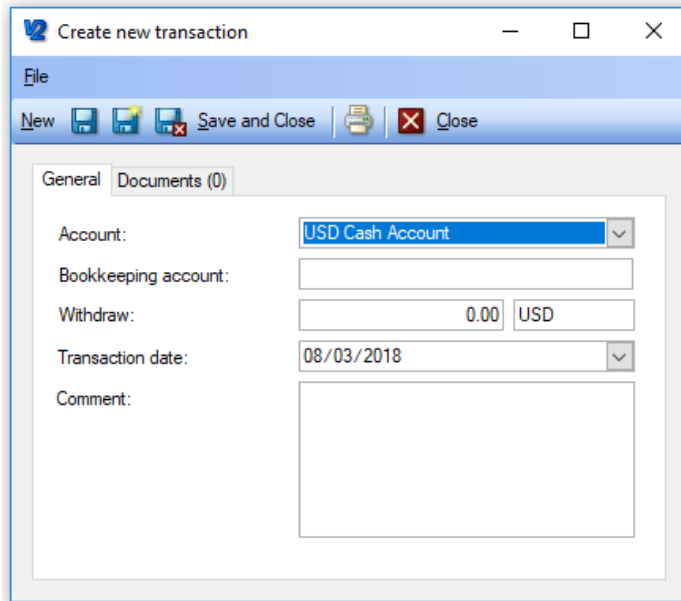 V2 Create new transaction
File
New Save and Close Close
General Documents (0)
Account: USD Cash Account
Bookkeeping account:
Withdraw: 0.00 USD
Transaction date: 08/03/2018
Comment: